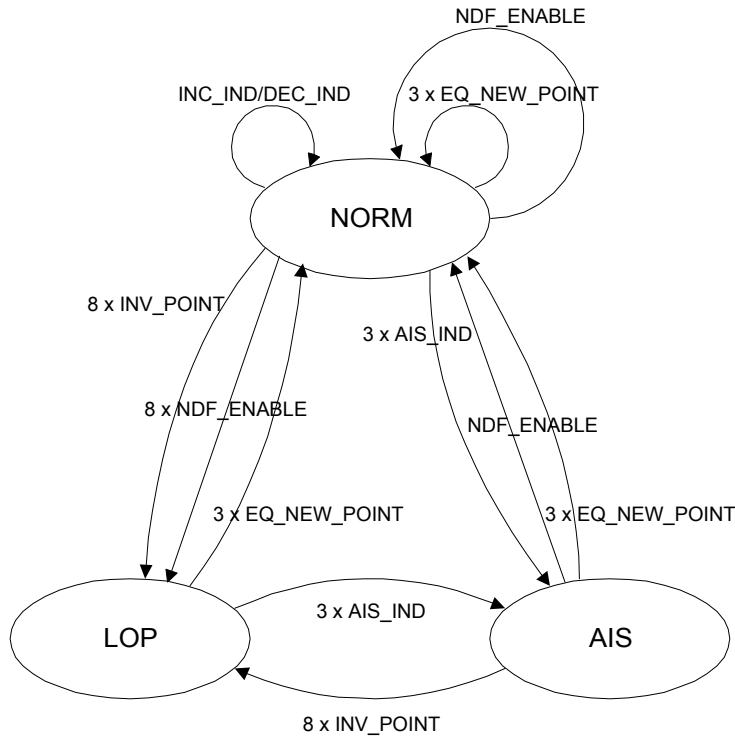 NDF_ENABLE
INC_IND/DEC_IND
3 x EQ_NEW_POINT
NORM
8 x INV_POINT
3 x AIS_IND
8 x NDF_ENABLE
NDF_ENABLE
3 x EQ_NEW_POINT
3 x EQ_NEW_POINT
LOP
3 x AIS_IND
AIS
8 x INV_POINT